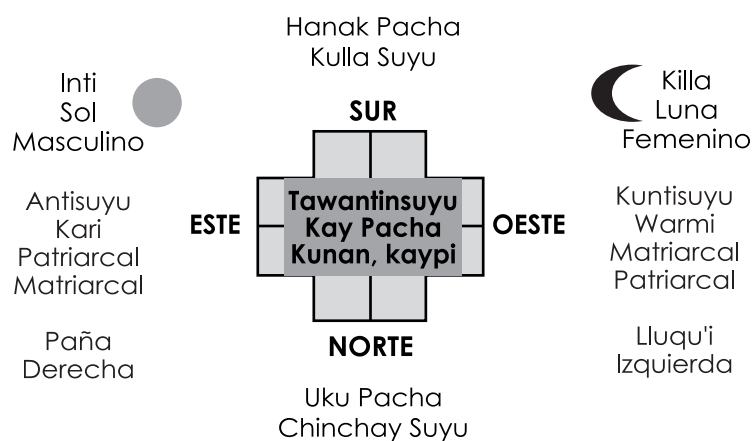 Hanak Pacha
Kulla Suyu
Inti
Sol
Masculino
Killa
Luna
Femenino
SUR
Antisuyu
Kari
Patriarcal
Matriarcal
ESTE
Tawantinsuyu
Kay Pacha
Kunan, kaypi
OESTE
Kuntisuyu
Warmi
Matriarcal
Patriarcal
Paña
Derecha
NORTE
Lluqu'i
Izquierda
Uku Pacha
Chinchay Suyu